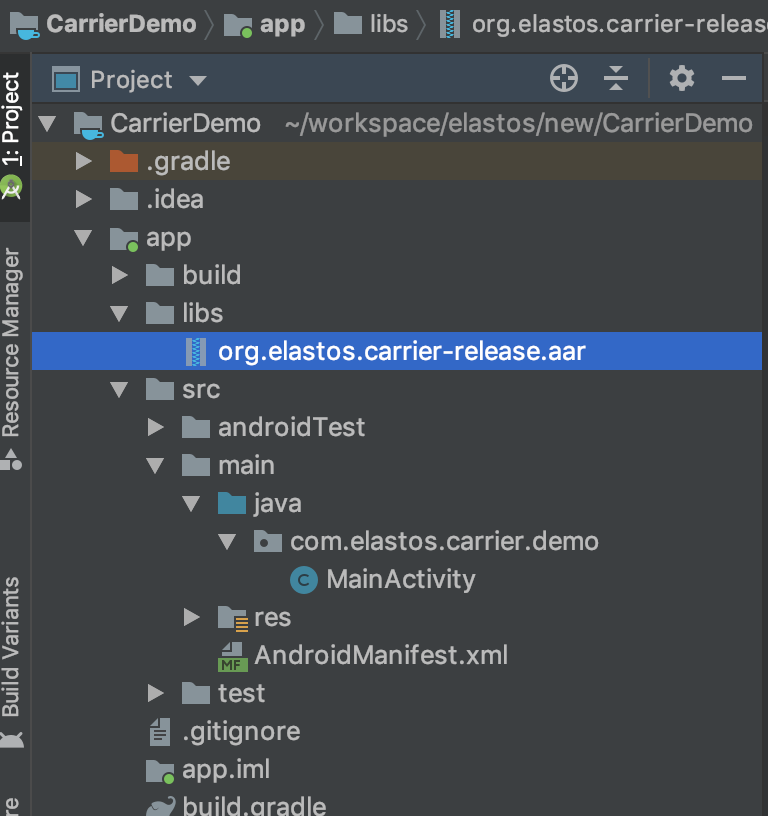 CarrierDemo app libs org.elastos.carrier-release
Project
CarrierDemo ~/workspace/elastos/new/CarrierDemo
.gradle
.idea
app
build
libs
org.elastos.carrier-release.aar
src
androidTest
main
java
com.elastos.carrier.demo
C MainActivity
res
MF AndroidManifest.xml
test
.gitignore
app.iml
build.gradle
1: Project
Resource Manager
Build Variants